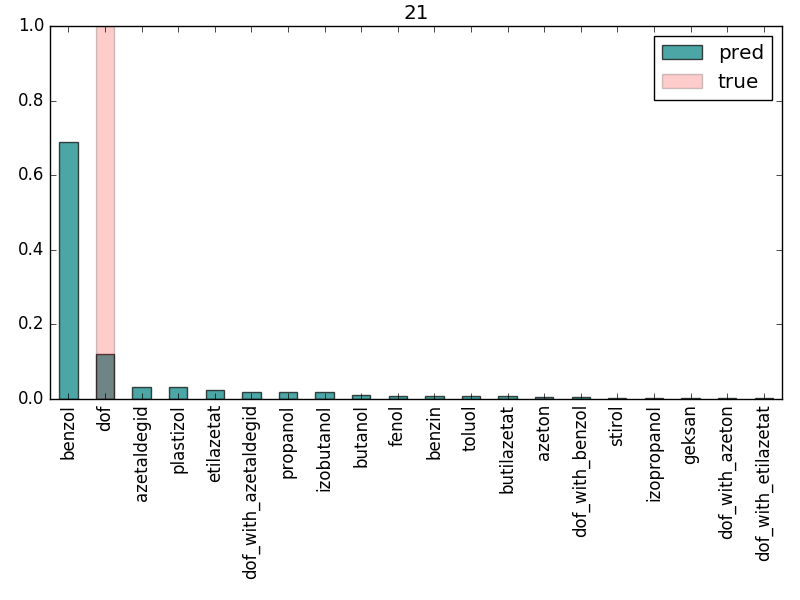 21
1.0
0.8
0.6
0.4
0.2
0.0
pred
true
benzol
dof
azetaldegid
plastizol
etilazetat
dof_with_azetaldegid
propanol
izobutanol
butanol
fenol
benzin
toluol
butilazetat
azeton
dof_with_benzol
stirol
izopropanol
geksan
dof_with_azeton
dof_with_etilazetat